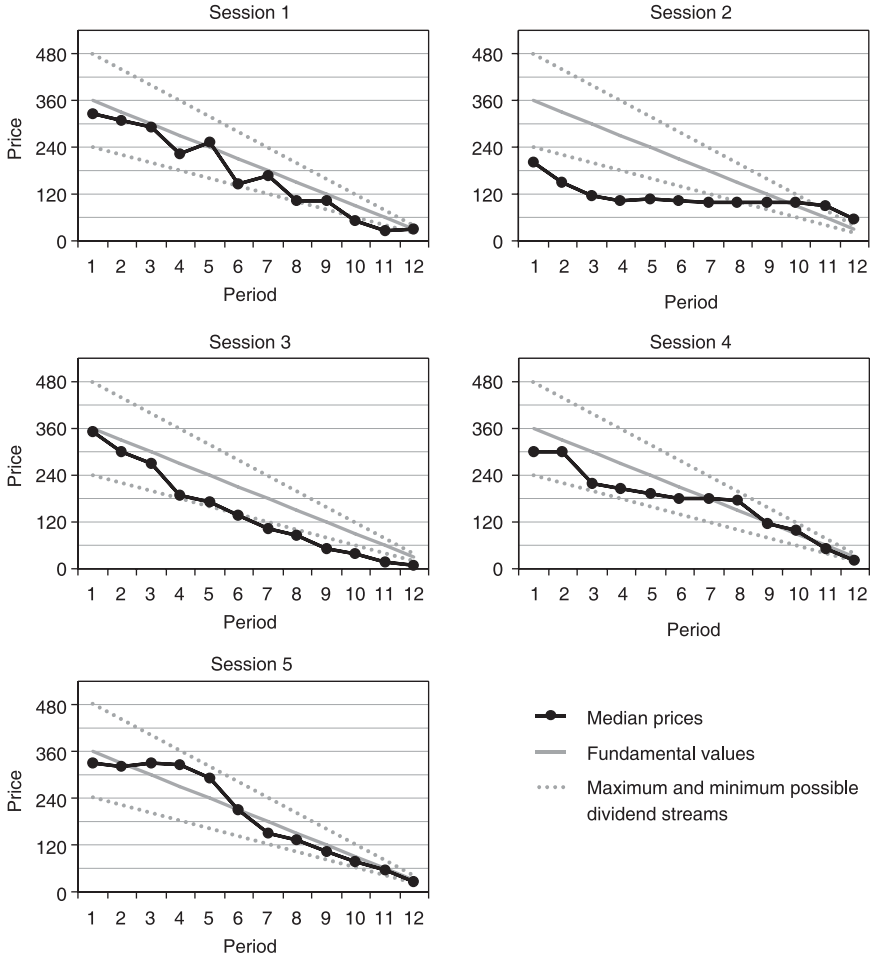 Session 1
480
360
240
120
0
Price
1 2 3 4 5 6 7 8 9 10 11 12
Period
Session 2
480
360
240
120
0
Price
1 2 3 4 5 6 7 8 9 10 11 12
Period
Session 3
480
360
240
120
0
Price
1 2 3 4 5 6 7 8 9 10 11 12
Period
Session 4
480
360
240
120
0
Price
1 2 3 4 5 6 7 8 9 10 11 12
Period
Session 5
480
360
240
120
0
Price
1 2 3 4 5 6 7 8 9 10 11 12
Period
Median prices
Fundamental values
Maximum and minimum possible
dividend streams